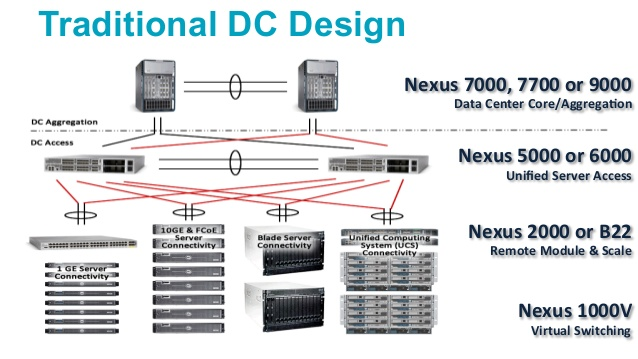 Traditional DC Design
Nexus 7000, 7700 or 9000
Data Center Core/Aggregation
DC Aggregation
DC Access
Nexus 5000 or 6000
Unified Server Access
Nexus 2000 or B22
Remote Module & Scale
10GE & FCoE
Server
Connectivity
Blade Server
Connectivity
Unified Computing
System (UCS)
Connectivity
1 GE Server
Connectivity
Nexus 1000V
Virtual Switching